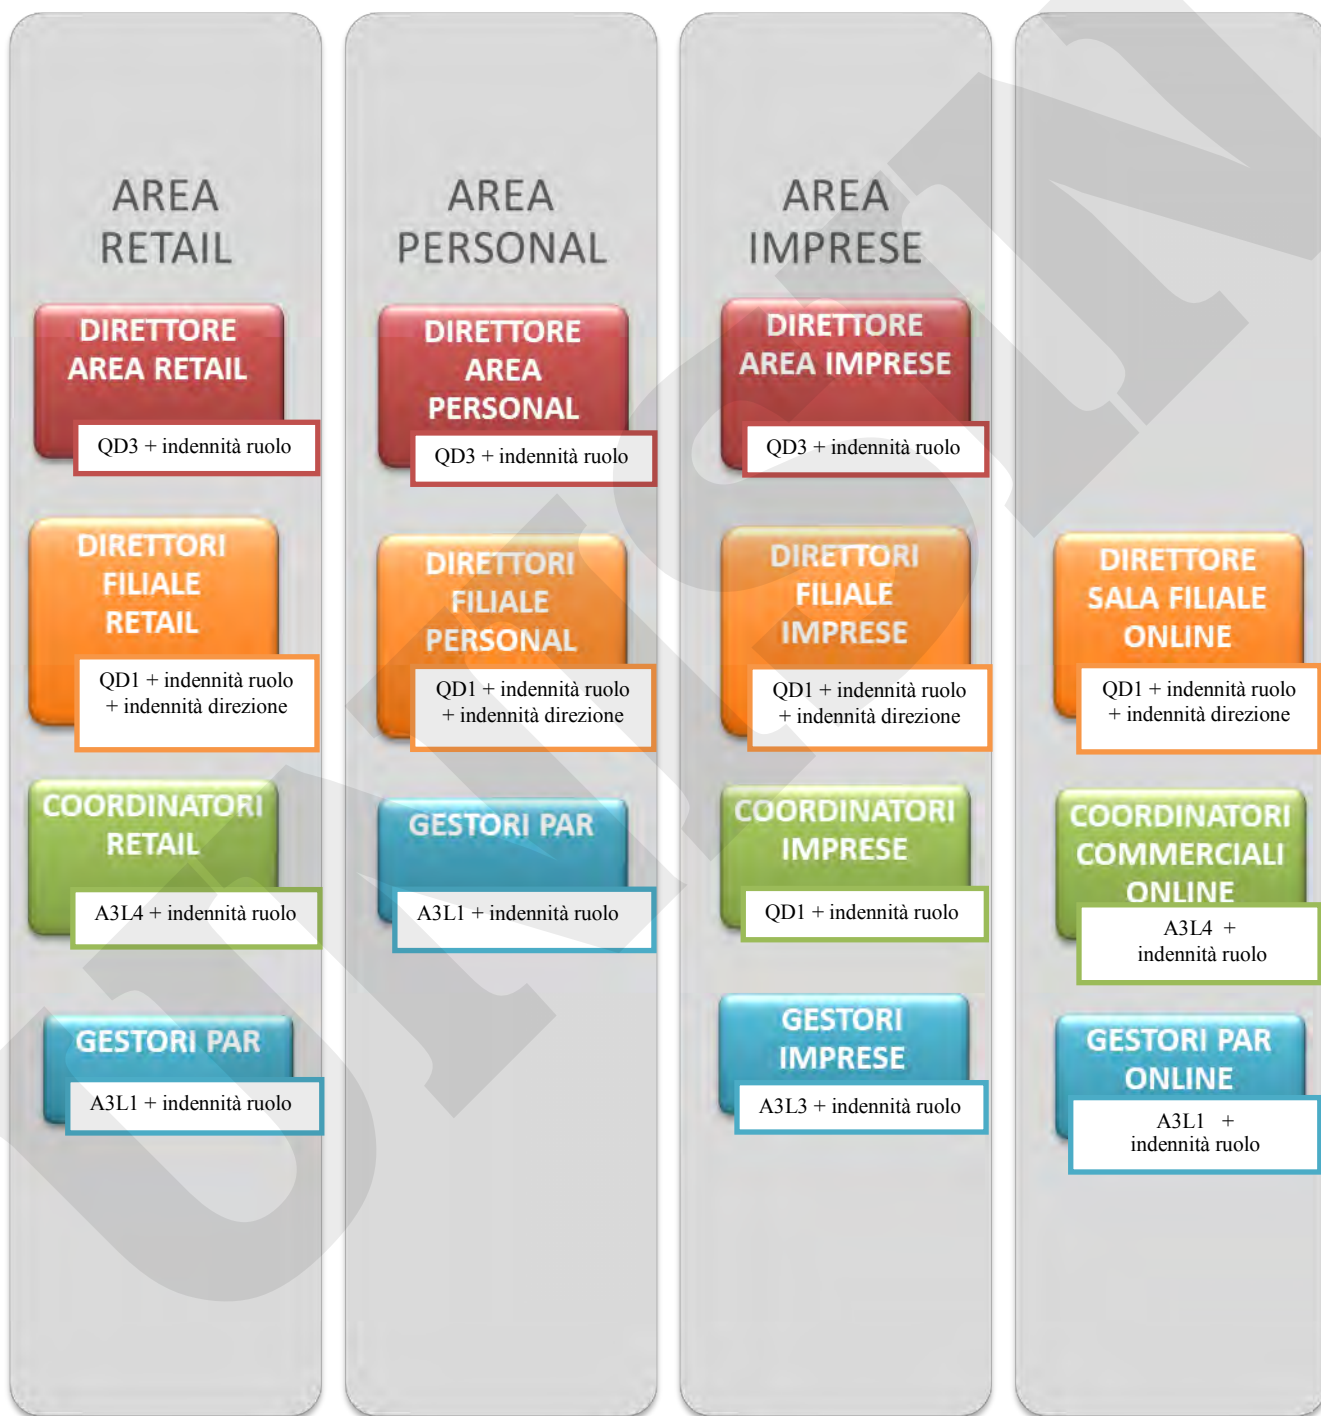 AREA
RETAIL
DIRETTORE
AREA RETAIL
QD3 + indennità ruolo
DIRETTORI
FILIALE
RETAIL
QD1 + indennità ruolo
+ indennità direzione
COORDINATORI
RETAIL
A3L4 + indennità ruolo
GESTORI PAR
A3L1 + indennità ruolo
AREA
PERSONAL
DIRETTORE
AREA
PERSONAL
QD3 + indennità ruolo
DIRETTORI
FILIALE
PERSONAL
QD1 + indennità ruolo
+ indennità direzione
GESTORI PAR
A3L1 + indennità ruolo
AREA
IMPRESE
DIRETTORE
AREA IMPRESE
QD3 + indennità ruolo
DIRETTORI
FILIALE
IMPRESE
QD1 + indennità ruolo
+ indennità direzione
COORDINATORI
IMPRESE
QD1 + indennità ruolo
GESTORI
IMPRESE
A3L3 + indennità ruolo
DIRETTORE
SALA FILIALE
ONLINE
QD1 + indennità ruolo
+ indennità direzione
COORDINATORI
COMMERCIALI
ONLINE
A3L4 +
indennità ruolo
GESTORI PAR
ONLINE
A3L1 +
indennità ruolo
UNISIN